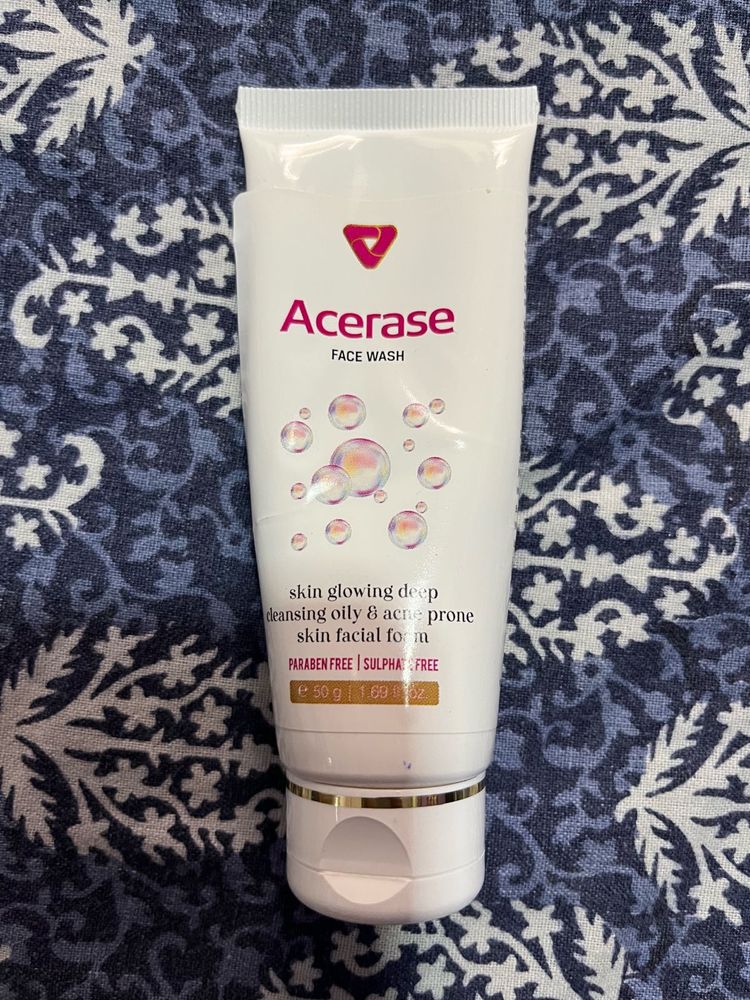 Acerase
FACE WASH
skin glowing deep
cleansing oily & acne prone
skin facial foam
PARABEN FREE | SULPHATE FREE
℮ 50 g | 1.69 fl oz.